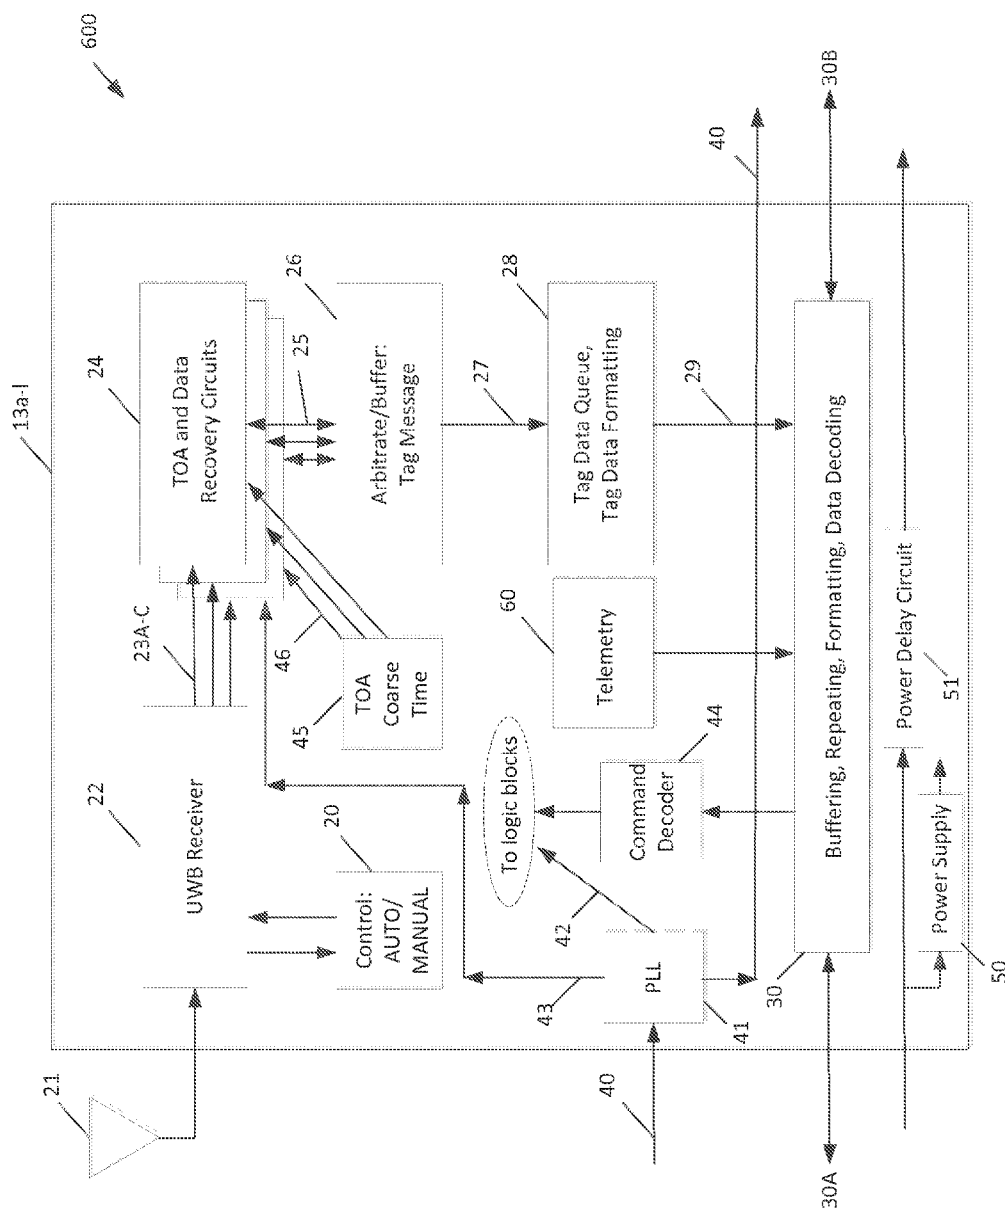 600
13a-l
21
22
UWB Receiver
23A-C
24
TOA and Data
Recovery Circuits
25
20
Control:
AUTO/
MANUAL
45
TOA
Coarse
Time
46
26
Arbitrate/Buffer:
Tag Message
27
43
42
To logic blocks
40
PLL
41
Command
Decoder
44
60
Telemetry
28
Tag Data Queue,
Tag Data Formatting
29
40
30A
30
Buffering, Repeating, Formatting, Data Decoding
30B
50
Power Supply
Power Delay Circuit
51